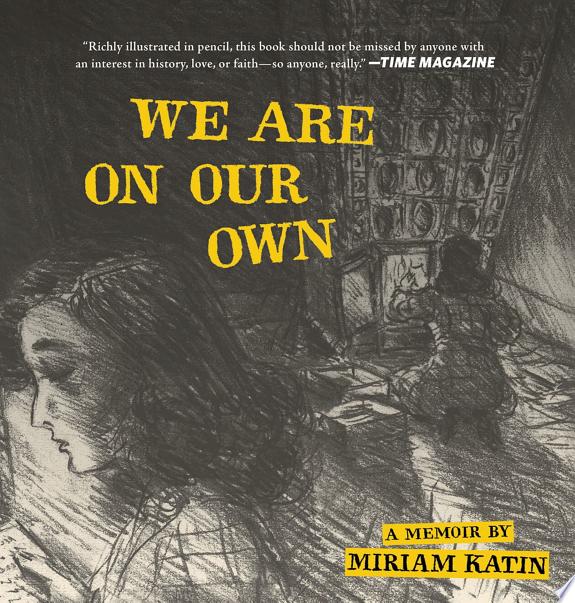 “Richly illustrated in pencil, this book should not be missed by anyone with
an interest in history, love, or faith—so anyone, really.” —TIME MAGAZINE
WE ARE
ON OUR
OWN
A MEMOIR BY
MIRIAM KATIN